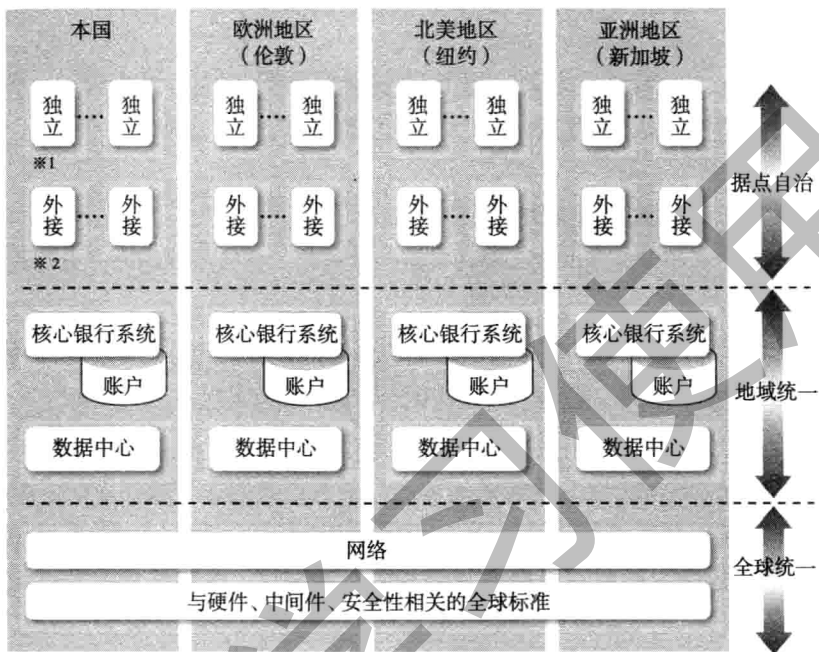 本国
欧洲地区
（伦敦）
北美地区
（纽约）
亚洲地区
（新加坡）
独立 ···· 独立 独立 ···· 独立 独立 ···· 独立 独立 ···· 独立
※1
据点自治
外接 ···· 外接 外接 ···· 外接 外接 ···· 外接 外接 ···· 外接
※2
核心银行系统 核心银行系统 核心银行系统 核心银行系统
账户 账户 账户 账户
地域统一
数据中心 数据中心 数据中心 数据中心
网络
全球统一
与硬件、中间件、安全性相关的全球标准
学习使用